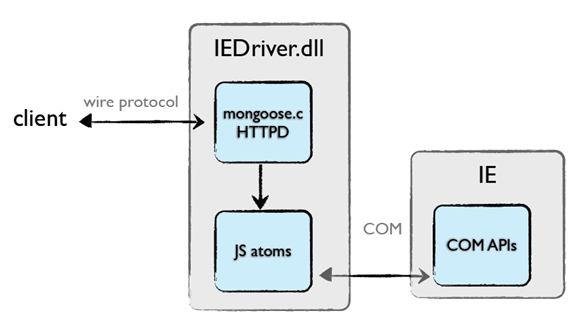 IEDriver.dll
wire protocol
client
mongoose.c
HTTPD
IE
COM
JS atoms
COM APIs